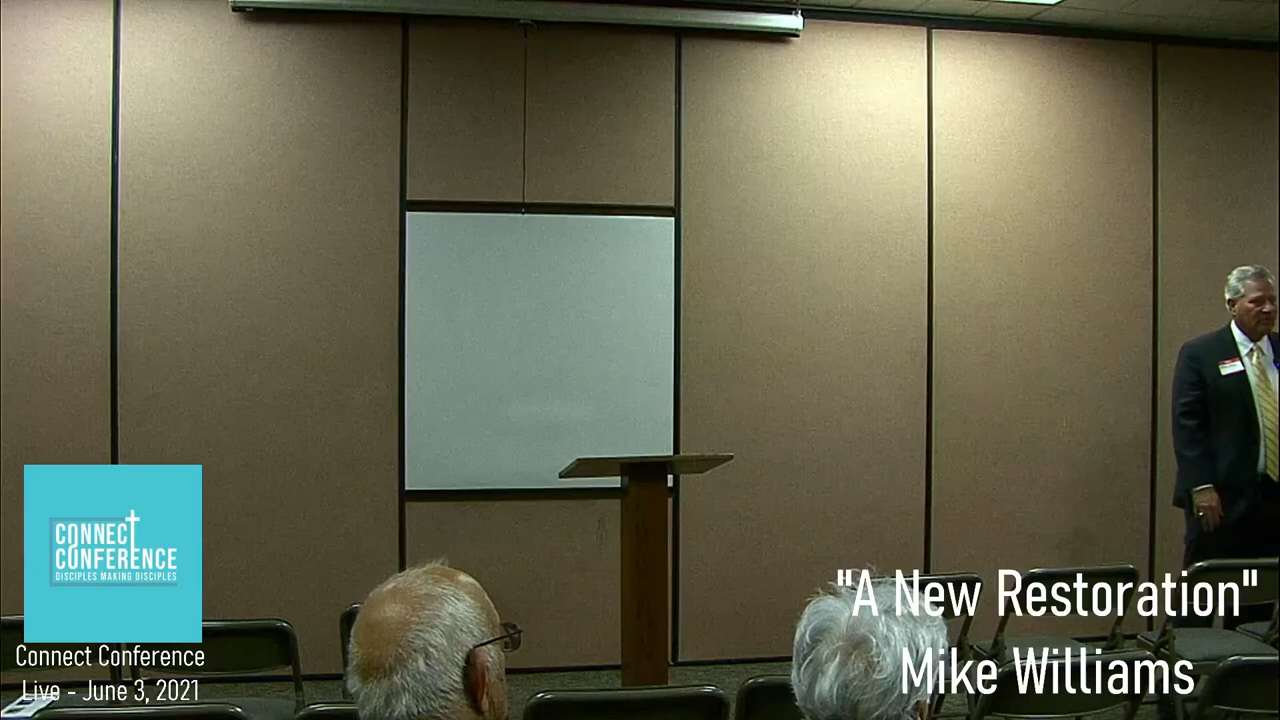 CONNECT
CONFERENCE
DISCIPLES MAKING DISCIPLES
Connect Conference
Live - June 3, 2021
"A New Restoration"
Mike Williams